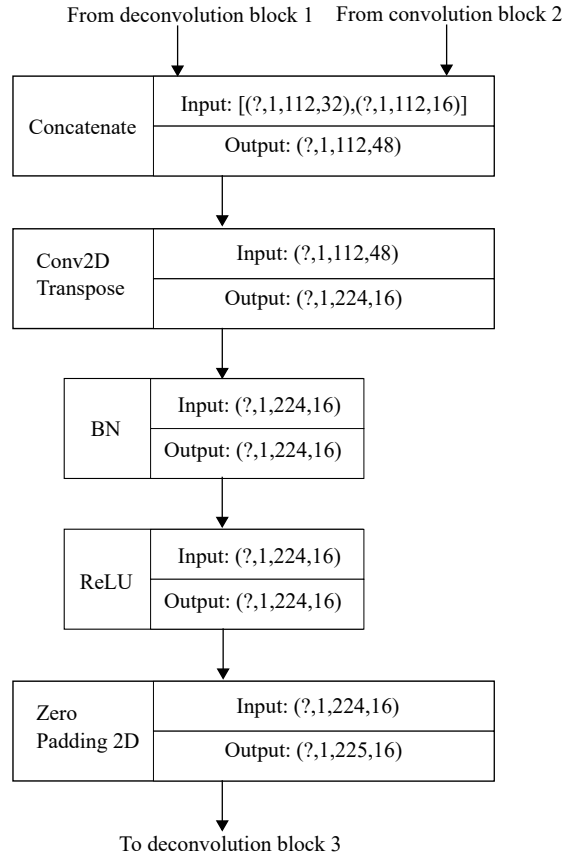 From deconvolution block 1
From convolution block 2
Concatenate
Input: [(?,1,112,32),(?,1,112,16)]
Output: (?,1,112,48)
Conv2D
Transpose
Input: (?,1,112,48)
Output: (?,1,224,16)
BN
Input: (?,1,224,16)
Output: (?,1,224,16)
ReLU
Input: (?,1,224,16)
Output: (?,1,224,16)
Zero
Padding 2D
Input: (?,1,224,16)
Output: (?,1,225,16)
To deconvolution block 3